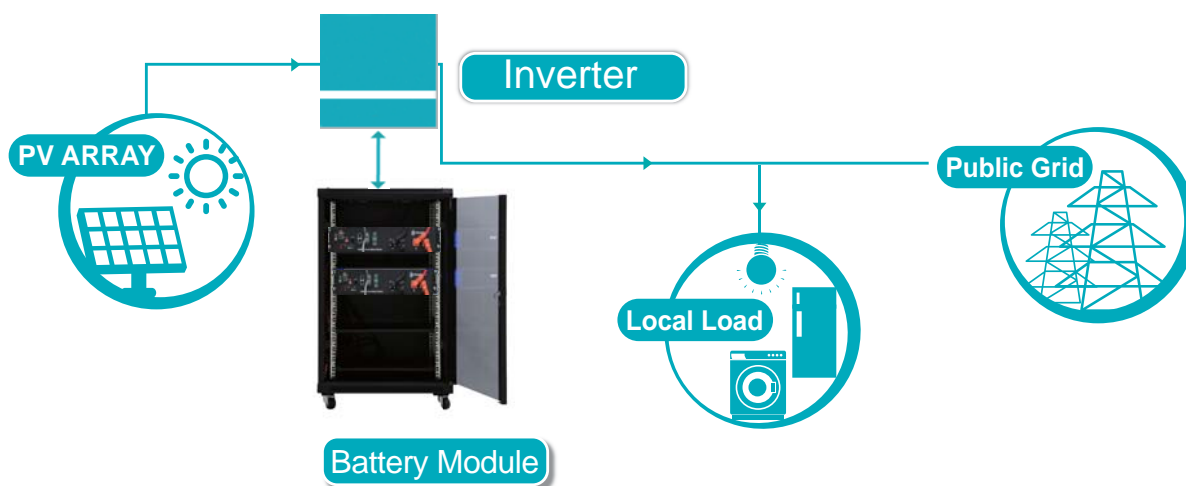 Inverter
PV ARRAY
Public Grid
Local Load
Battery Module